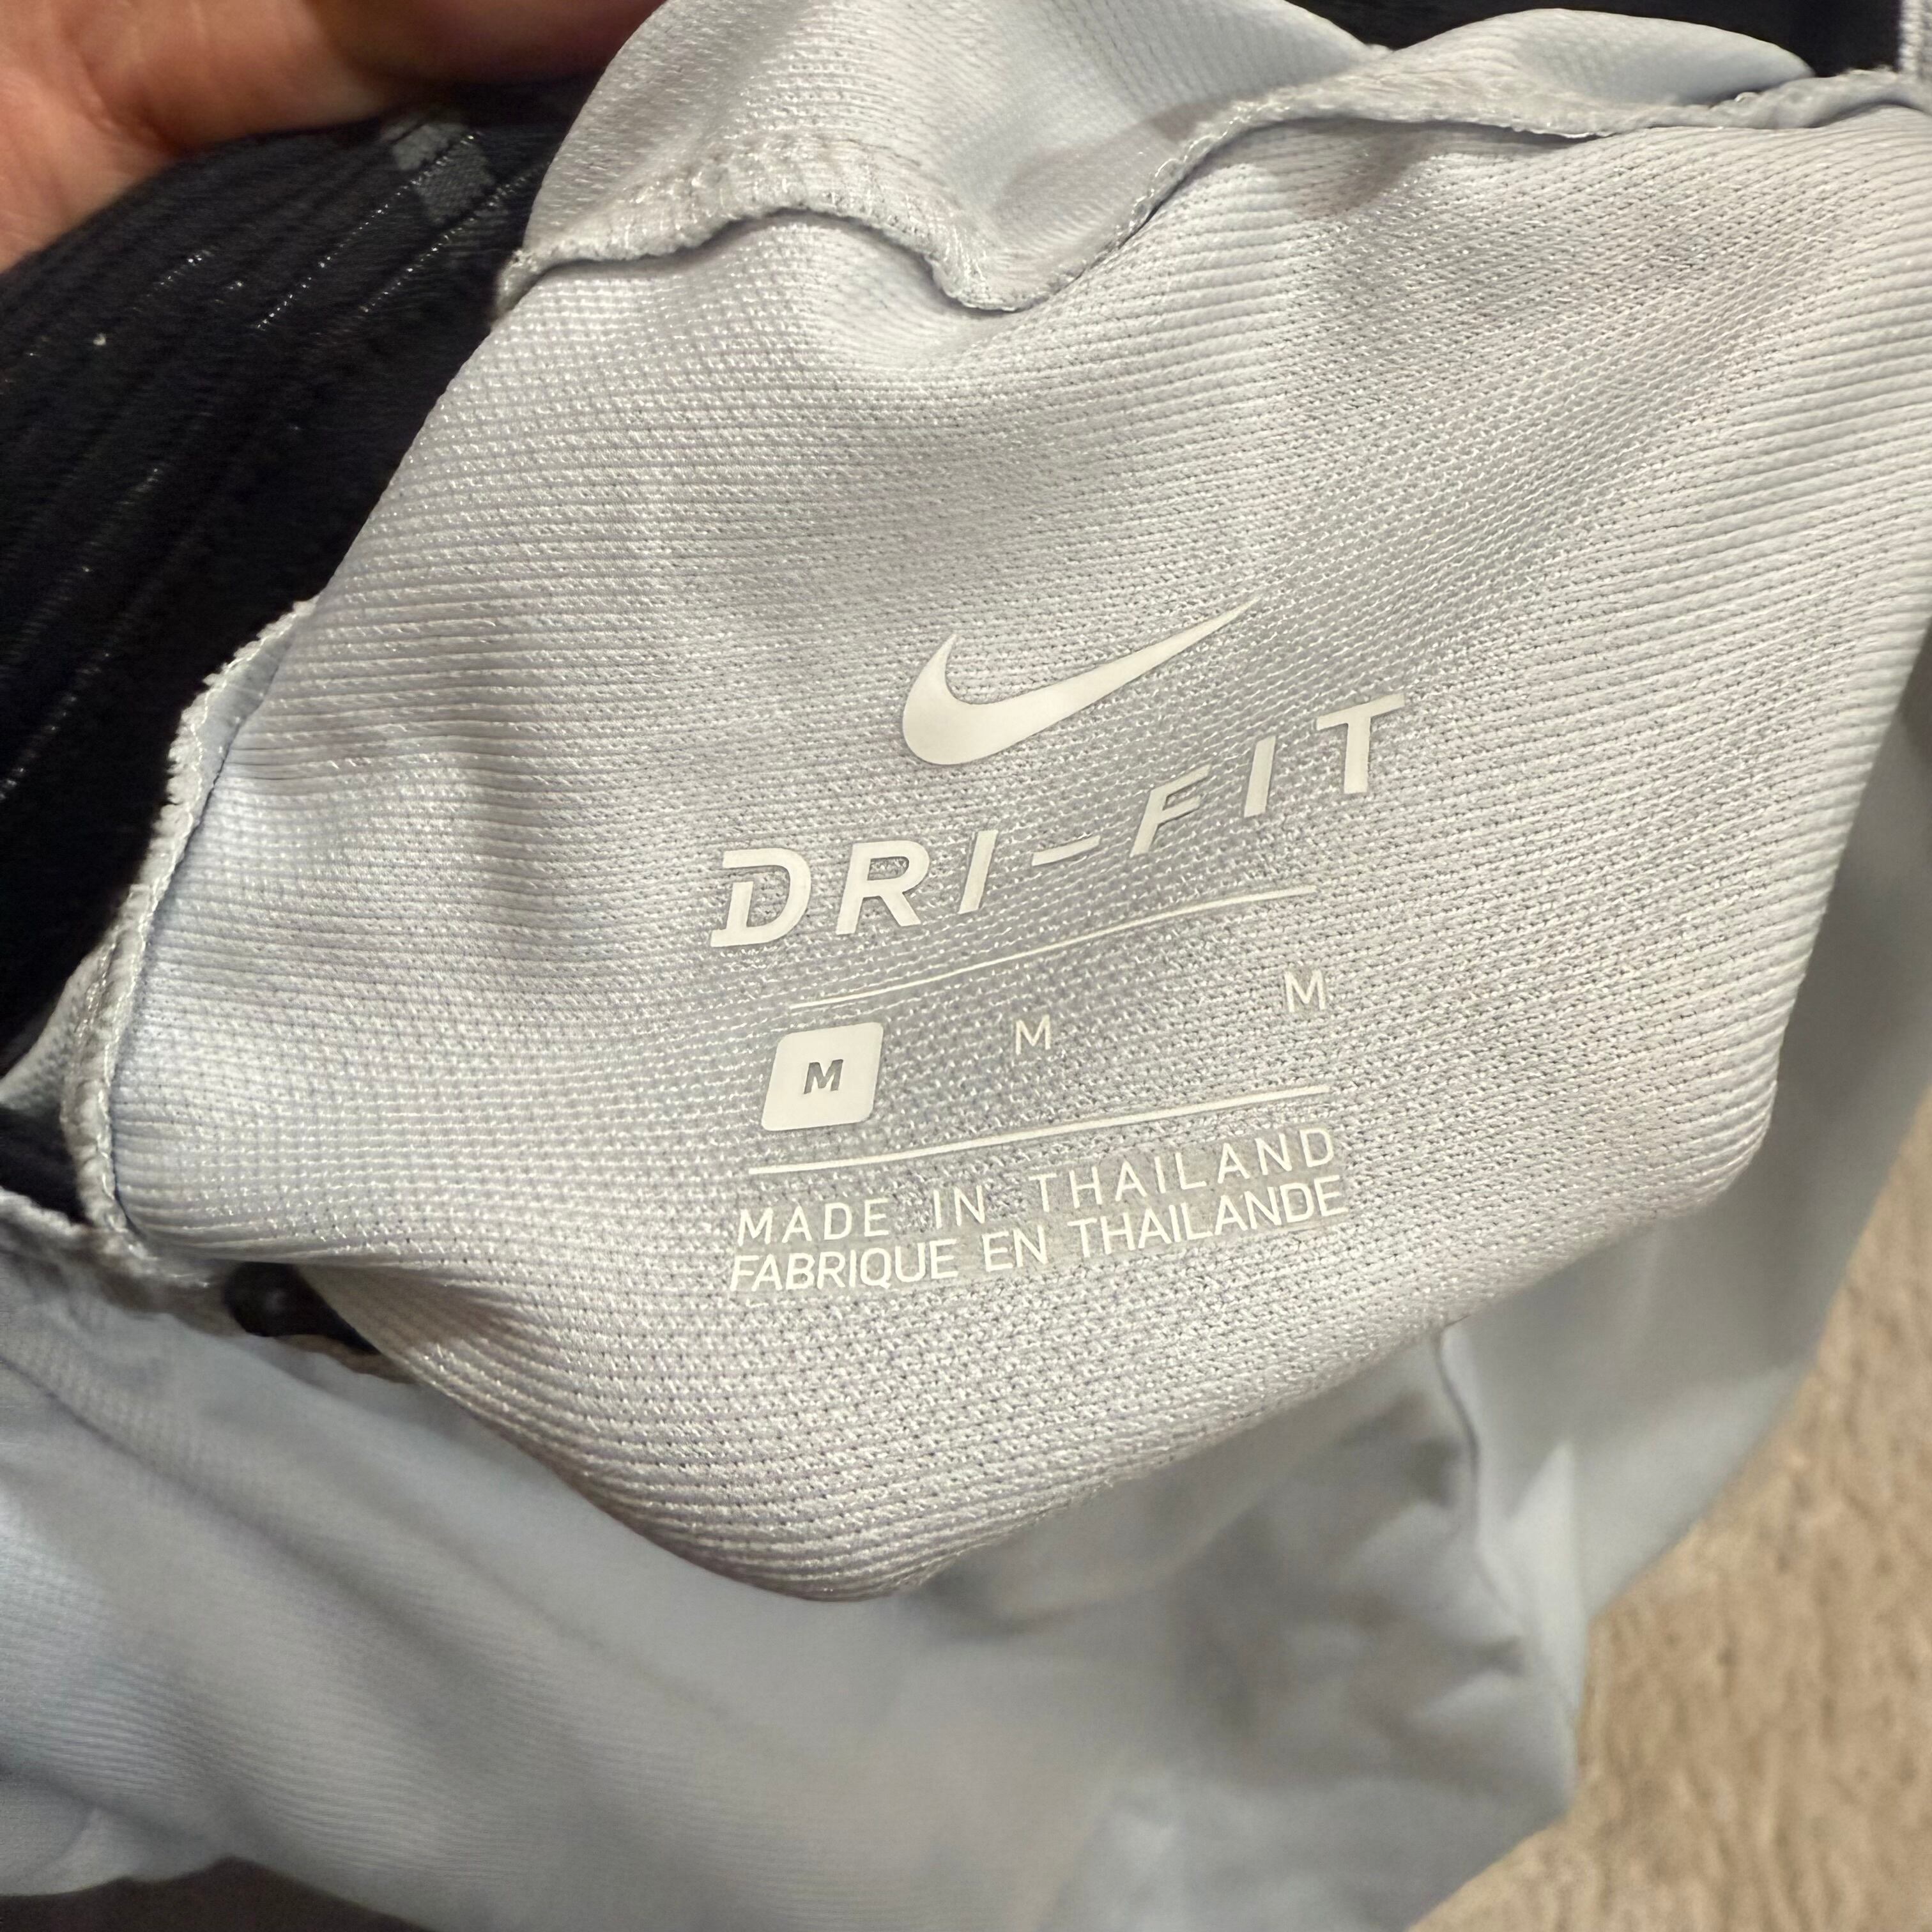 DRI-FIT
M M M
MADE IN THAILAND
FABRIQUE EN THAILANDE